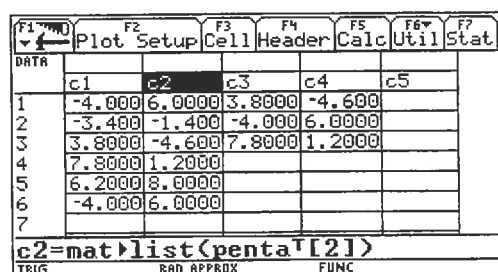 F1 F2 F3 F4 F5 F6▾ F7
Plot Setup Cell Header Calc Util Stat
DATA
c1 c2 c3 c4 c5
1 -4.000 6.0000 3.8000 -4.600
2 -3.400 -1.400 -4.000 6.0000
3 3.8000 -4.600 7.8000 1.2000
4 7.8000 1.2000
5 6.2000 8.0000
6 -4.000 6.0000
7
c2=mat▸list(pentaᵀ[2])
TRIG RAD APPROX FUNC